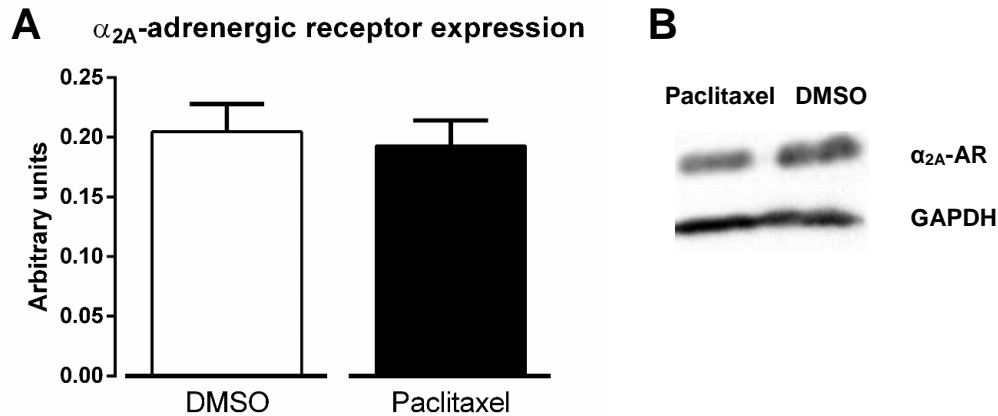 A
α2A-adrenergic receptor expression
Arbitrary units
0.25
0.20
0.15
0.10
0.05
0.00
DMSO
Paclitaxel
B
Paclitaxel DMSO
α2A-AR
GAPDH